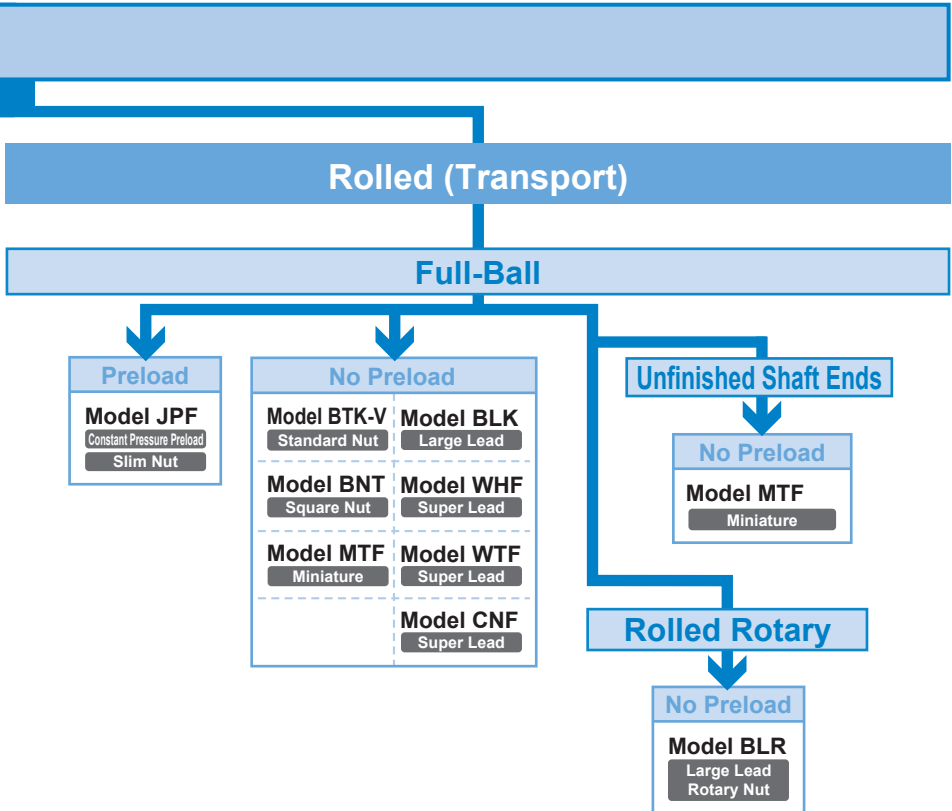 Rolled (Transport)
Full-Ball
Preload
Model JPF
Constant Pressure Preload
Slim Nut
No Preload
Model BTK-V
Standard Nut
Model BLK
Large Lead
Model BNT
Square Nut
Model WHF
Super Lead
Model MTF
Miniature
Model WTF
Super Lead
Model CNF
Super Lead
Unfinished Shaft Ends
No Preload
Model MTF
Miniature
Rolled Rotary
No Preload
Model BLR
Large Lead
Rotary Nut